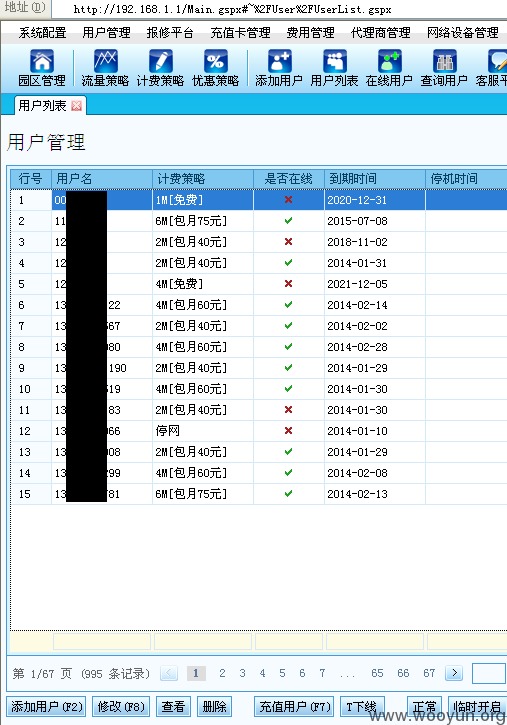 地址(D) http://192.168.1.1/Main.gspx#~%2FUser%2FUserList.gspx
系统配置 用户管理 报修平台 充值卡管理 费用管理 代理商管理 网络设备管理
园区管理 流量策略 计费策略 优惠策略 添加用户 用户列表 在线用户 查询用户 客服平
用户列表
用户管理
行号 用户名 计费策略 是否在线 到期时间 停机时间
1 00 1M[免费] 2020-12-31
2 11 6M[包月75元] 2015-07-08
3 12 2M[包月40元] 2018-11-02
4 12 2M[包月40元] 2014-01-31
5 12 4M[免费] 2021-12-05
6 13 22 4M[包月60元] 2014-02-14
7 13 567 2M[包月40元] 2014-02-02
8 13 080 4M[包月60元] 2014-02-28
9 13 190 2M[包月40元] 2014-01-29
10 13 519 4M[包月60元] 2014-01-30
11 13 83 2M[包月40元] 2014-01-30
12 13 066 停网 2014-01-10
13 13 008 2M[包月40元] 2014-01-29
14 13 299 4M[包月60元] 2014-02-08
15 13 781 6M[包月75元] 2014-02-13
第 1/67 页 (995 条记录) 1 2 3 4 5 6 7 ... 65 66 67
添加用户(F2) 修改(F8) 查看 删除 充值用户(F7) T下线 正常 临时开启
www.wooyun.org